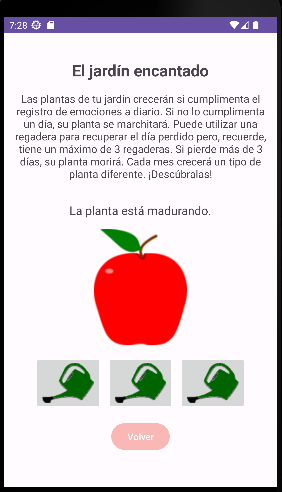 7:28
El jardín encantado
Las plantas de tu jardín crecerán si cumplimenta el
registro de emociones a diario. Si no lo cumplimenta
un día, su planta se marchitará. Puede utilizar una
regadera para recuperar el día perdido pero, recuerde,
tiene un máximo de 3 regaderas. Si pierde más de 3
días, su planta morirá. Cada mes crecerá un tipo de
planta diferente. ¡Descúbralas!
La planta está madurando.
Volver